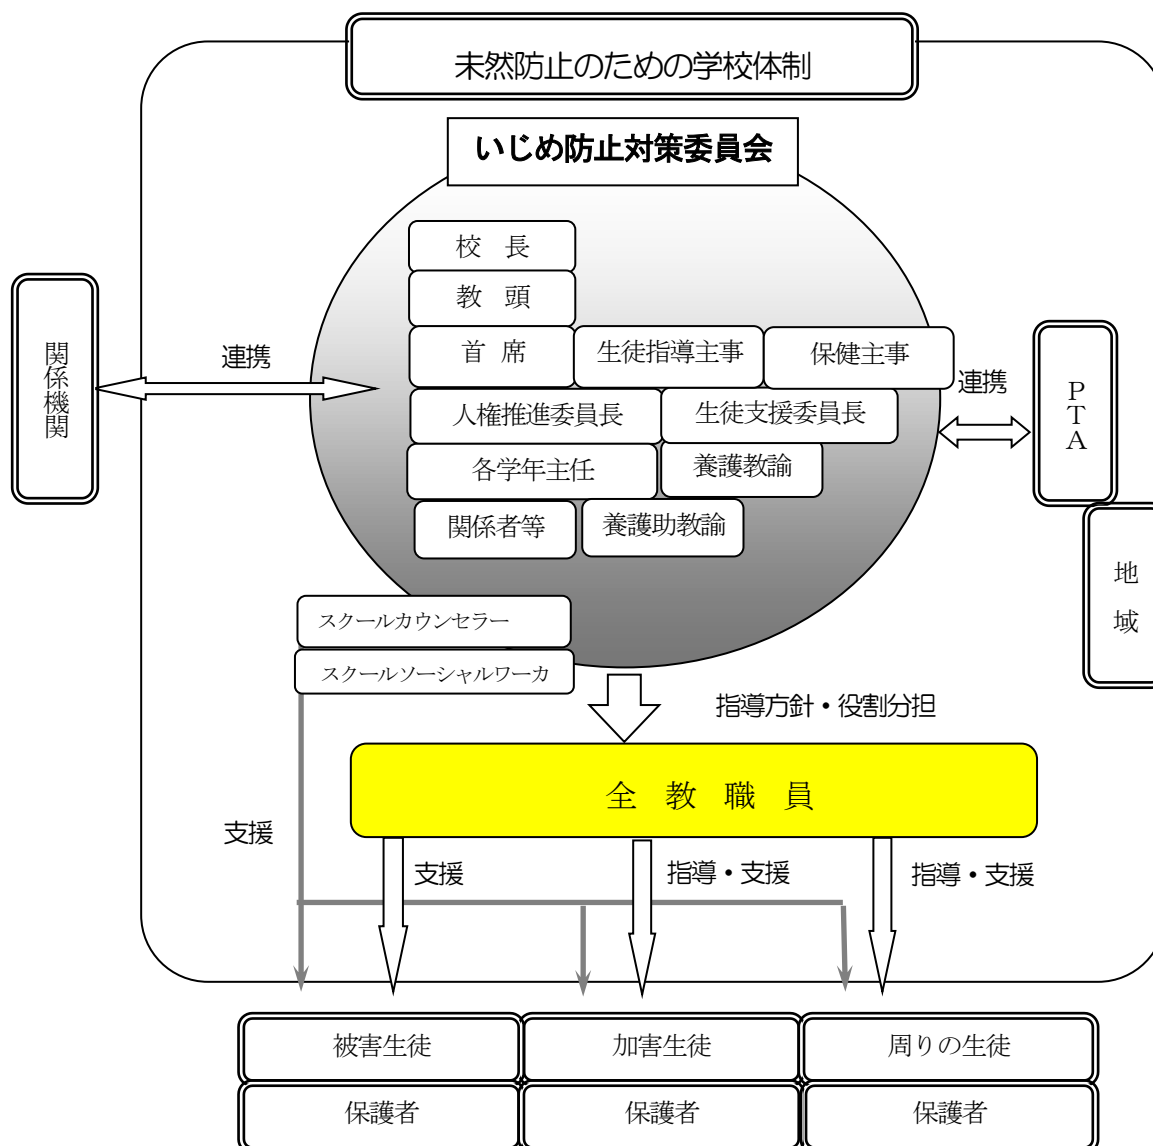 未然防止のための学校体制
いじめ防止対策委員会
校　長
教　頭
首 席
生徒指導主事
保健主事
人権推進委員長
生徒支援委員長
各学年主任
養護教諭
関係者等
養護助教諭
スクールカウンセラー
スクールソーシャルワーカ
関係機関
連携
連携
PTA
地域
指導方針・役割分担
全 教 職 員
支援
支援
指導・支援
指導・支援
被害生徒
加害生徒
周りの生徒
保護者
保護者
保護者